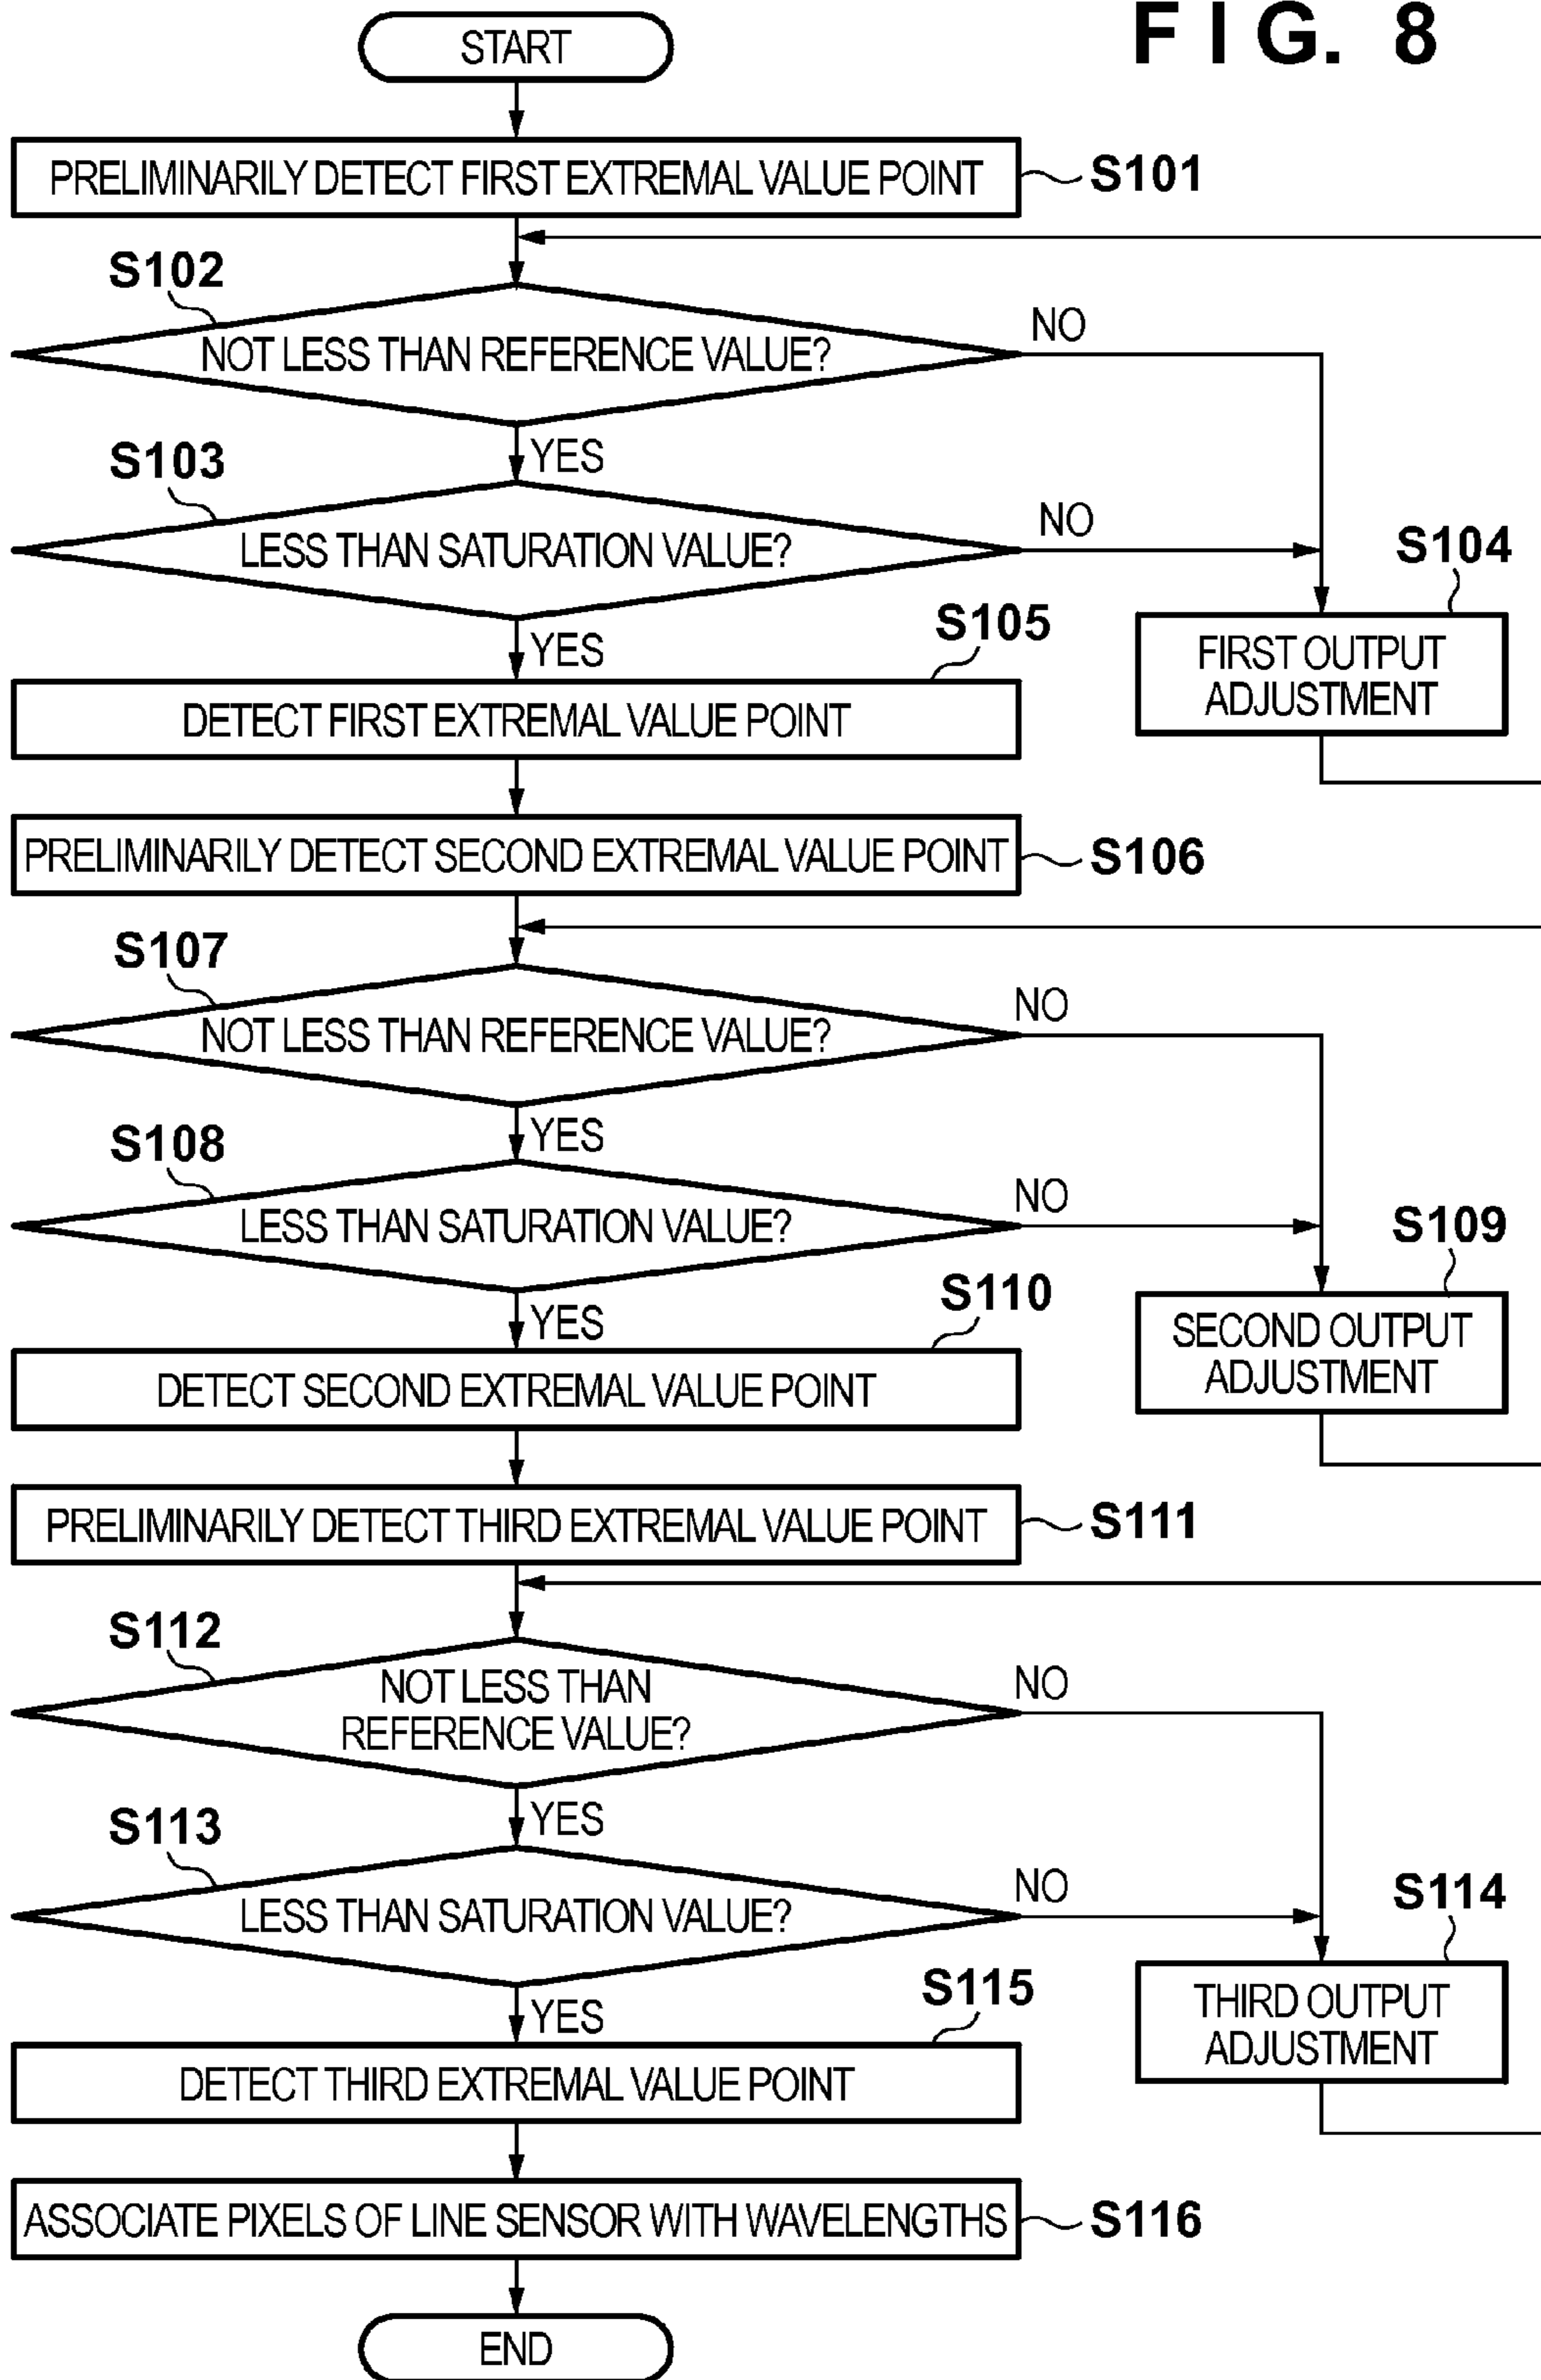 FIG. 8
START
PRELIMINARILY DETECT FIRST EXTREMAL VALUE POINT
S101
S102
NOT LESS THAN REFERENCE VALUE?
NO
YES
S103
LESS THAN SATURATION VALUE?
NO
S104
FIRST OUTPUT
ADJUSTMENT
YES
S105
DETECT FIRST EXTREMAL VALUE POINT
PRELIMINARILY DETECT SECOND EXTREMAL VALUE POINT
S106
S107
NOT LESS THAN REFERENCE VALUE?
NO
YES
S108
LESS THAN SATURATION VALUE?
NO
S109
SECOND OUTPUT
ADJUSTMENT
YES
S110
DETECT SECOND EXTREMAL VALUE POINT
PRELIMINARILY DETECT THIRD EXTREMAL VALUE POINT
S111
S112
NOT LESS THAN
REFERENCE VALUE?
NO
YES
S113
LESS THAN SATURATION VALUE?
NO
S114
THIRD OUTPUT
ADJUSTMENT
YES
S115
DETECT THIRD EXTREMAL VALUE POINT
ASSOCIATE PIXELS OF LINE SENSOR WITH WAVELENGTHS
S116
END